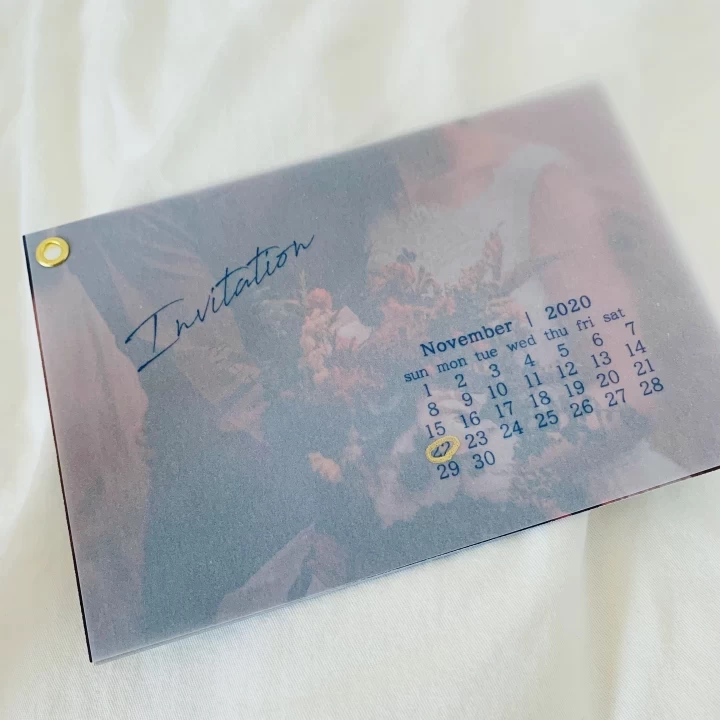 Invitation
November | 2020
sun mon tue wed thu fri sat
1 2 3 4 5 6 7
8 9 10 11 12 13 14
15 16 17 18 19 20 21
22 23 24 25 26 27 28
29 30